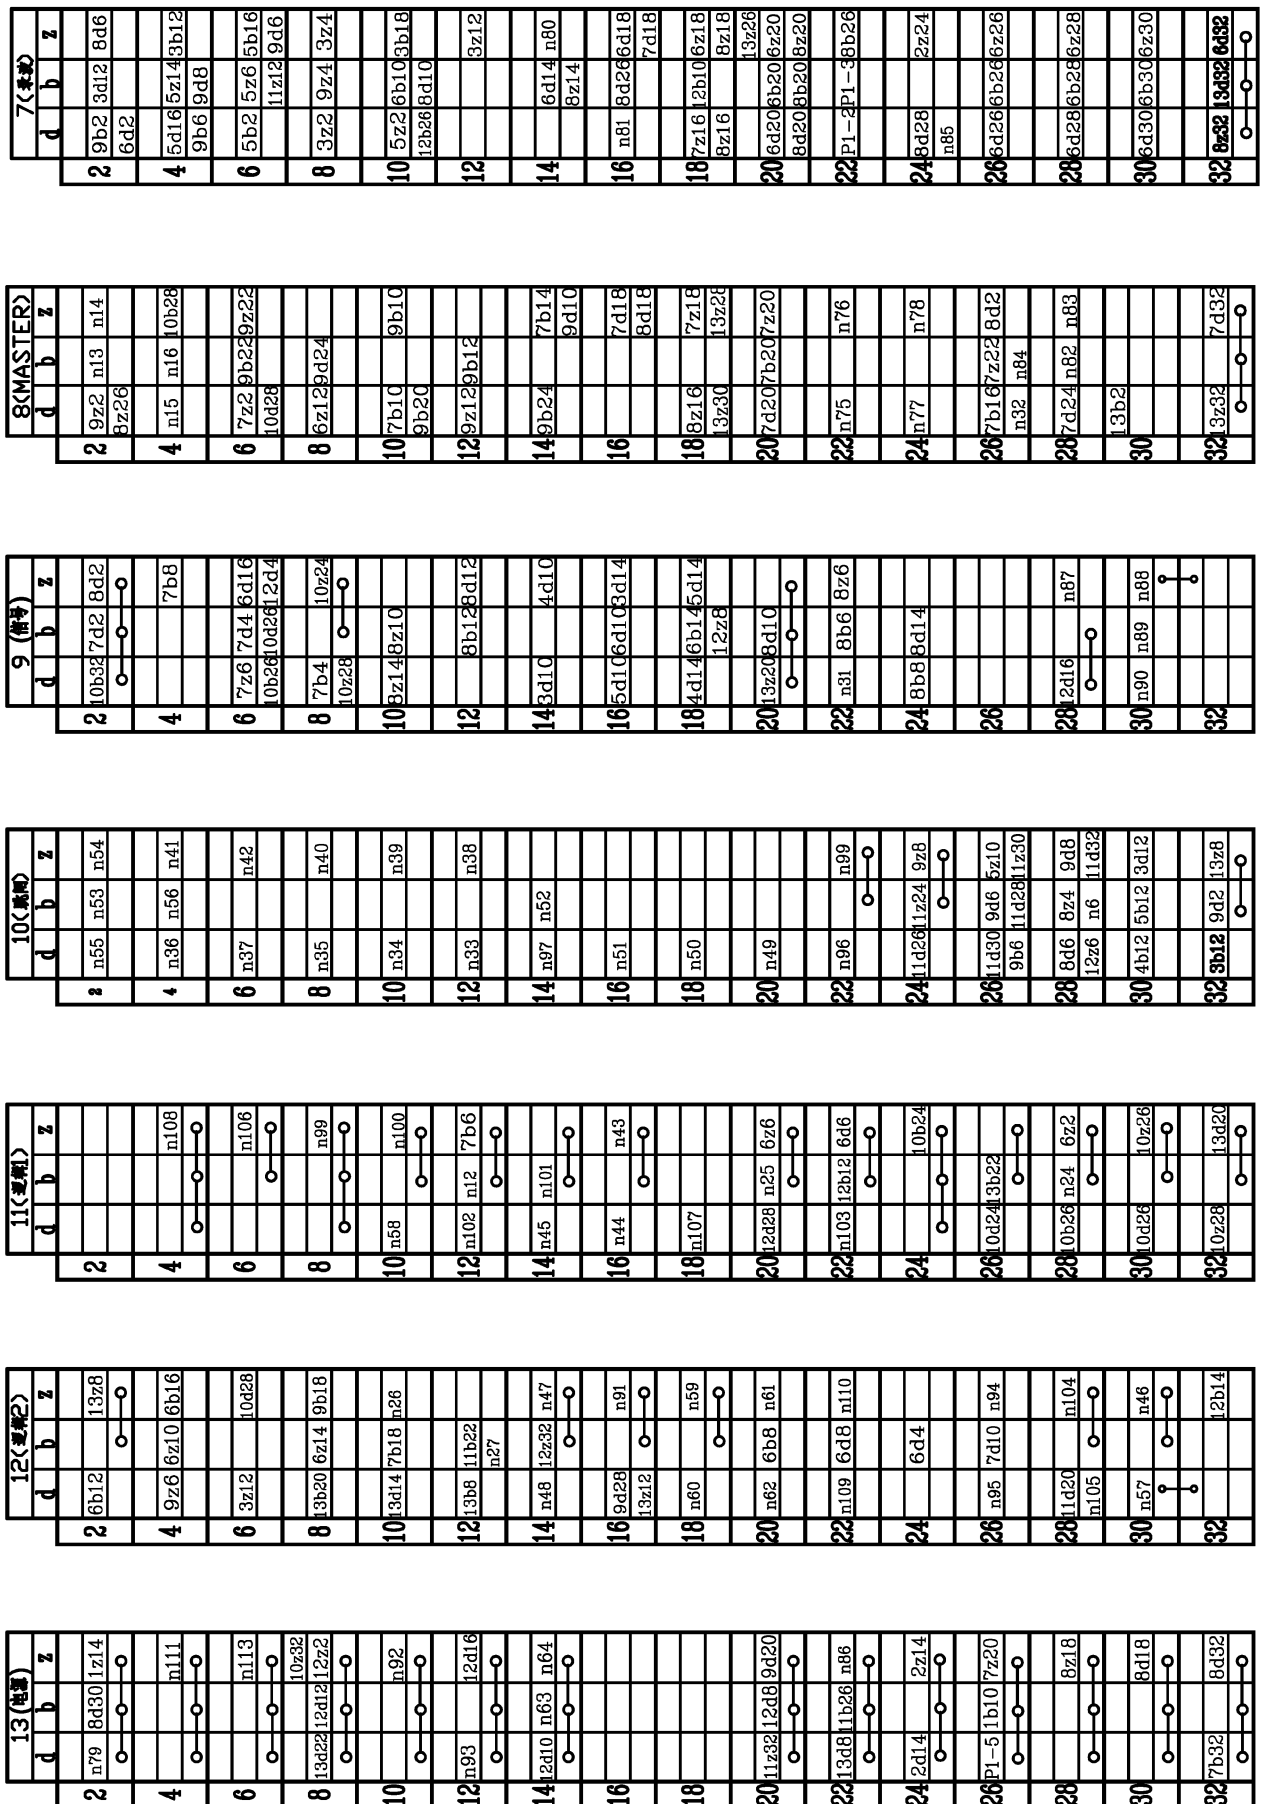 13(电源)
d b z
2 n79 8d30 1z14
4 n111
6 n113
10z32
8 13d22 12d12 12z2
10 n92
12 n93 12d16
14 12d10 n63 n64
16
18
20 11z32 12d8 9d20
22 13d8 11b26 n86
24 2d14 2z14
26 P1-5 1b10 7z20
28 8z18
30 8d18
32 7b32 8d32
12(逻辑2)
d b z
2 6b12 13z8
4 9z6 6z10 6b16
6 3z12 10d28
8 13b20 6z14 9b18
10 13d14 7b18 n26
12 13b8 11b22
n27
14 n48 12z32 n47
16 9d28 n91
13z12
18 n60 n59
20 n62 6b8 n61
22 n109 6d8 n110
24 6d4
26 n95 7d10 n94
28 11d20 n104
n105
30 n57 n46
32 12b14
11(逻辑1)
d b z
2
4 n108
6 n106
8 n99
10 n58 n100
12 n102 n12 7b6
14 n45 n101
16 n44 n43
18 n107
20 12d28 n25 6z6
22 n103 12b12 6d6
24 10b24
26 10d24 13b22
28 10b26 n24 6z2
30 10d26 10z26
32 10z28 13d20
10(跳闸)
d b z
2 n55 n53 n54
4 n36 n56 n41
6 n37 n42
8 n35 n40
10 n34 n39
12 n33 n38
14 n97 n52
16 n51
18 n50
20 n49
22 n96 n99
24 11d26 11z24 9z8
26 11d30 9d6 5z10
9b6 11d28 11z30
28 8d6 8z4 9d8
12z6 n6 11d32
30 4b12 5b12 3d12
32 3b12 9d2 13z8
9 (信号)
d b z
2 10b32 7d2 8d2
4 7b8
6 7z6 7d4 6d16
10b26 10d26 12d4
8 7b4 10z24
10z28
10 8z14 8z10
12 8b12 8d12
14 3d10 4d10
16 5d10 6d10 3d14
18 4d14 6b14 5d14
12z8
20 13z20 8d10
22 n31 8b6 8z6
24 8b8 8d14
26
28 12d16 n87
30 n90 n89 n88
32
8(MASTER)
d b z
2 9z2 n13 n14
8z26
4 n15 n16 10b28
6 7z2 9b22 9z22
10d28
8 6z12 9d24
10 7b10 9b10
9b20
12 9z12 9b12
14 9b24 7b14
9d10
16 7d18
8d18
18 8z16 7z18
13z30 13z28
20 7d20 7b20 7z20
22 n75 n76
24 n77 n78
26 7b16 7z22 8d2
n32 n84
28 7d24 n82 n83
30 13b2
32 13z32 7d32
7(
d b z
2 9b2 3d12 8d6
6d2
4 5d16 5z14 3b12
9b6 9d8
6 5b2 5z6 5b16
11z12 9d6
8 3z2 9z4 3z4
10 5z2 6b10 3b18
12b26 8d10
12 3z12
14 6d14 n80
8z14
16 n81 8d26 6d18
7d18
18 7z16 12b10 6z18
8z16 8z18
13z26
20 6d20 6b20 6z20
8d20 8b20 8z20
22 P1-2 P1-3 8b26
24 8d28 2z24
n85
26 6d26 6b26 6z26
28 6d28 6b28 6z28
30 6d30 6b30 6z30
32 8z32 13d32 6d32